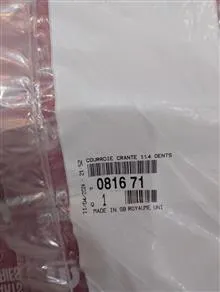 COURROIE CRANTE 114 DENTS
0816 71
Q 1
MADE IN GB ROYAUME UNI